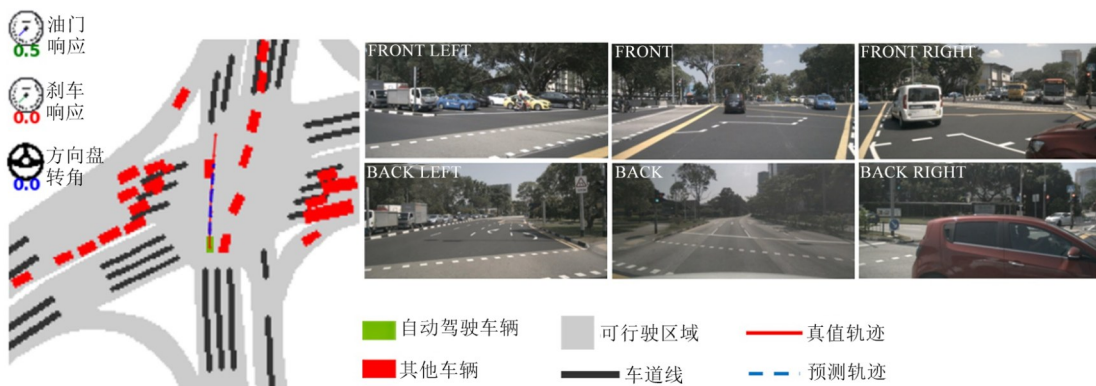 油门
响应
0.5
刹车
响应
0.0
方向盘
转角
0.0
FRONT LEFT
FRONT
FRONT RIGHT
BACK LEFT
BACK
BACK RIGHT
自动驾驶车辆
可行驶区域
真值轨迹
其他车辆
车道线
预测轨迹